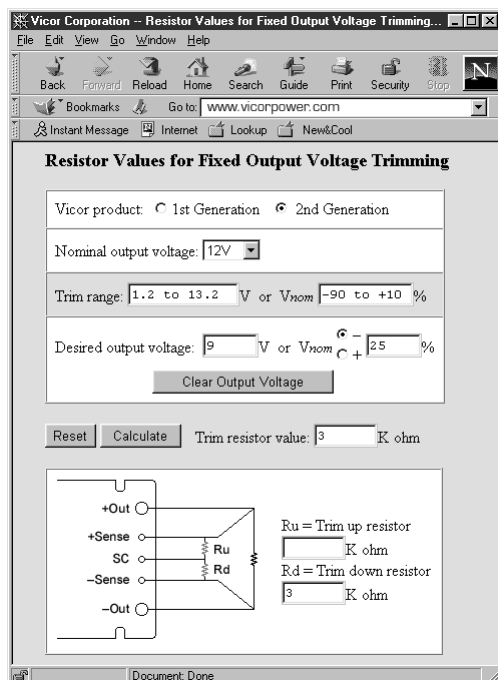 Vicor Corporation -- Resistor Values for Fixed Output Voltage Trimming...
File Edit View Go Window Help
Back Forward Reload Home Search Guide Print Security Stop
N
Bookmarks Go to: www.vicorpower.com
Instant Message Internet Lookup New&Cool
Resistor Values for Fixed Output Voltage Trimming
Vicor product: 1st Generation 2nd Generation
Nominal output voltage: 12V
Trim range: 1.2 to 13.2 V or Vnom -90 to +10 %
Desired output voltage: 9 V or Vnom − + 25 %
Clear Output Voltage
Reset Calculate Trim resistor value: 3 K ohm
+Out
+Sense
SC
−Sense
−Out
Ru
Rd
Ru = Trim up resistor
K ohm
Rd = Trim down resistor
3 K ohm
Document: Done